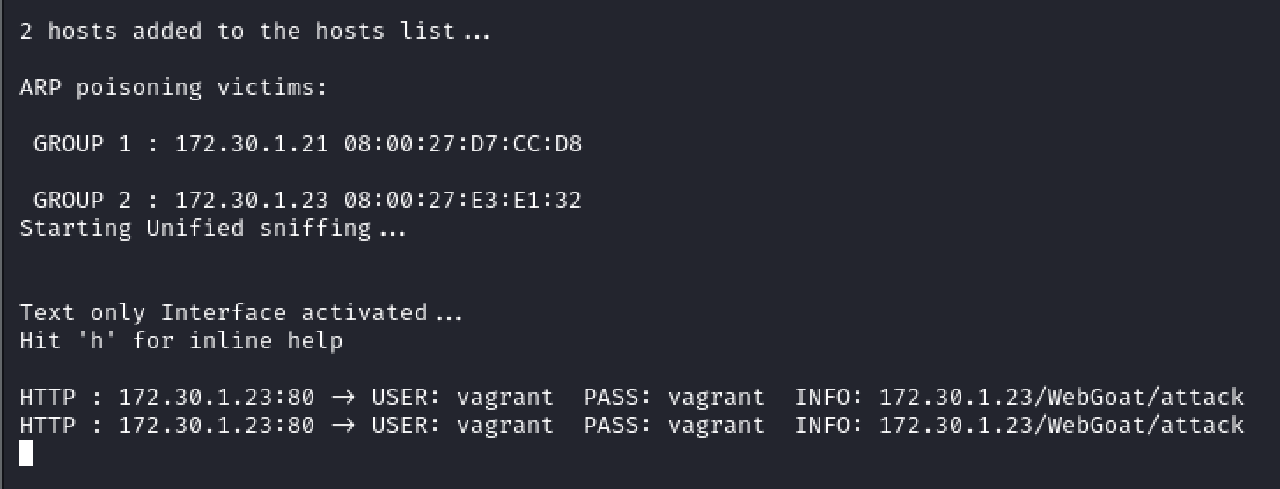 2 hosts added to the hosts list...
ARP poisoning victims:
GROUP 1 : 172.30.1.21 08:00:27:D7:CC:D8
GROUP 2 : 172.30.1.23 08:00:27:E3:E1:32
Starting Unified sniffing...
Text only Interface activated...
Hit 'h' for inline help
HTTP : 172.30.1.23:80 -> USER: vagrant  PASS: vagrant  INFO: 172.30.1.23/WebGoat/attack
HTTP : 172.30.1.23:80 -> USER: vagrant  PASS: vagrant  INFO: 172.30.1.23/WebGoat/attack